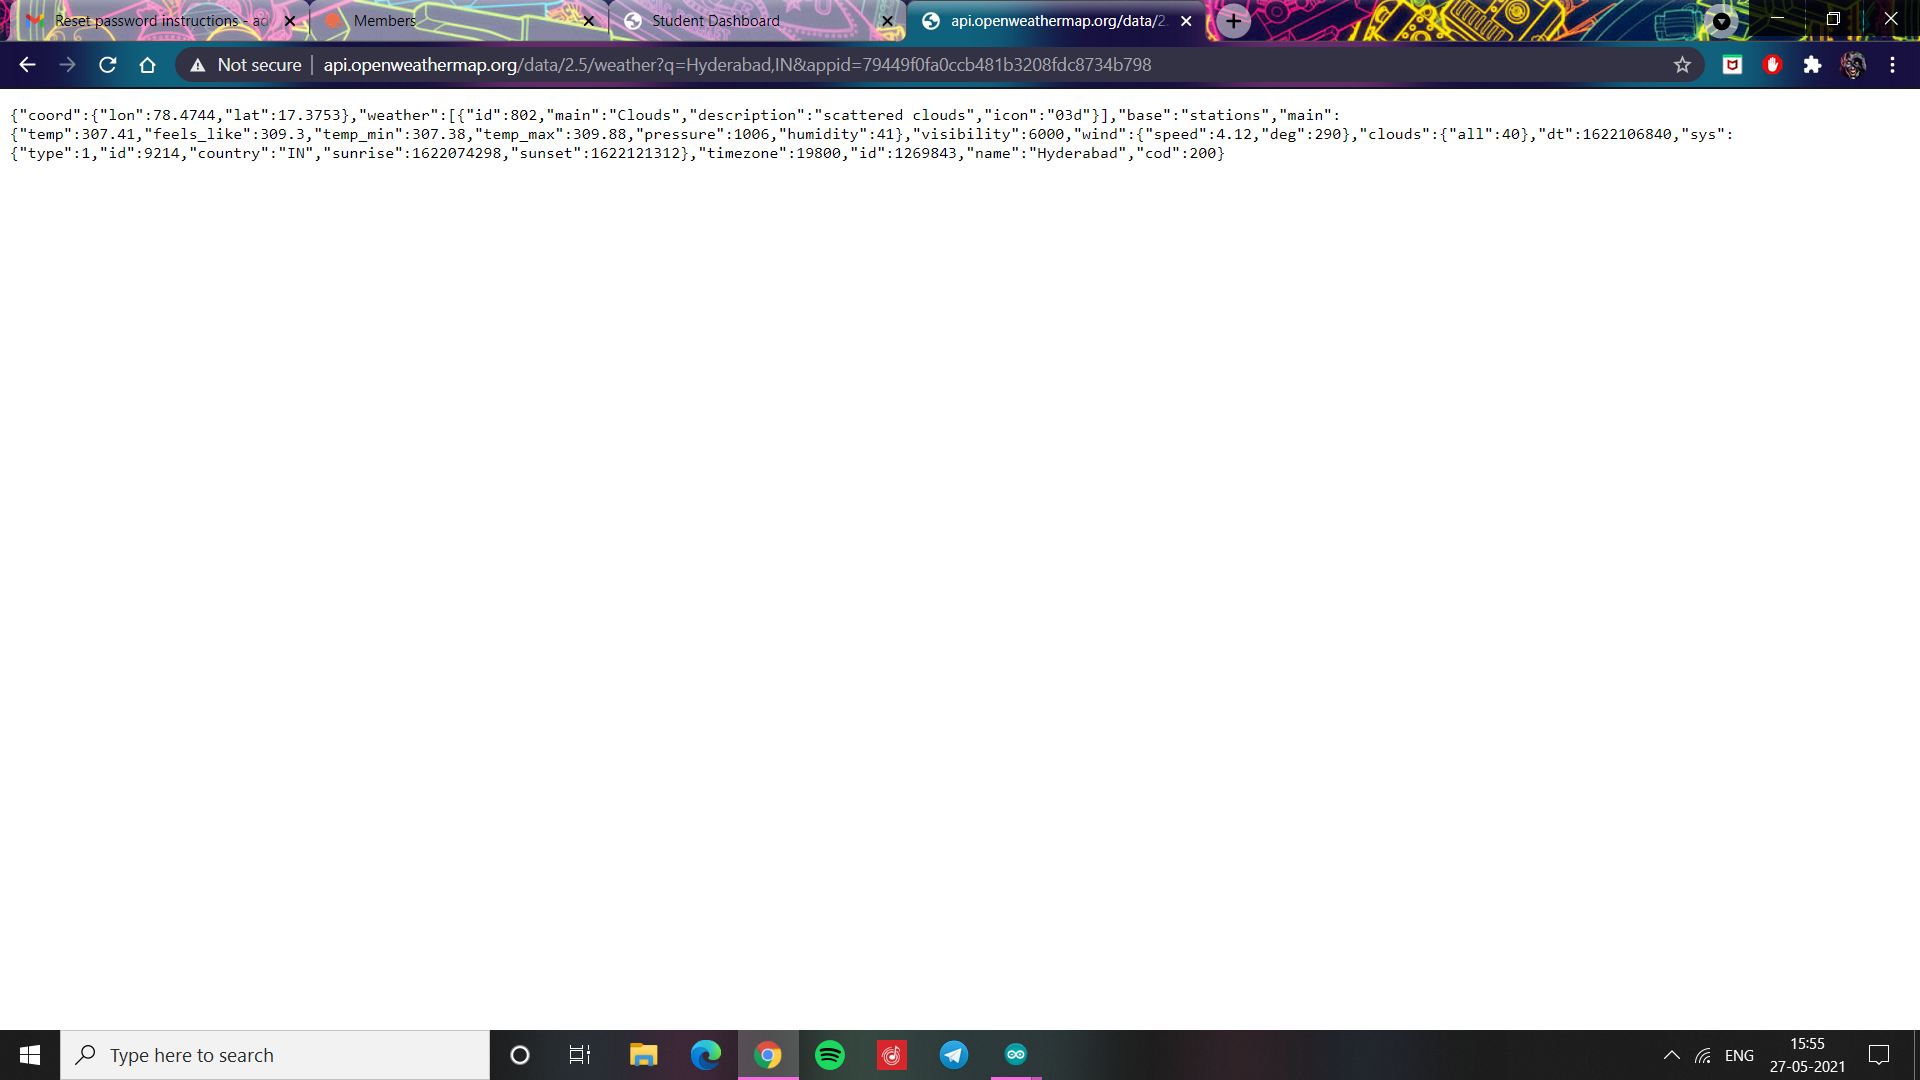 Reset password instructions - ad
Members
Student Dashboard
api.openweathermap.org/data/2.
Not secure
api.openweathermap.org/data/2.5/weather?q=Hyderabad,IN&appid=79449f0fa0ccb481b3208fdc8734b798
{"coord":{"lon":78.4744,"lat":17.3753},"weather":[{"id":802,"main":"Clouds","description":"scattered clouds","icon":"03d"}],"base":"stations","main":
{"temp":307.41,"feels_like":309.3,"temp_min":307.38,"temp_max":309.88,"pressure":1006,"humidity":41},"visibility":6000,"wind":{"speed":4.12,"deg":290},"clouds":{"all":40},"dt":1622106840,"sys":
{"type":1,"id":9214,"country":"IN","sunrise":1622074298,"sunset":1622121312},"timezone":19800,"id":1269843,"name":"Hyderabad","cod":200}
Type here to search
ENG
15:55
27-05-2021